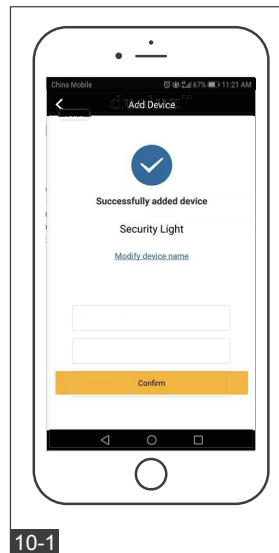 China Mobile 67% 11:21 AM
Add Device
Successfully added device
Security Light
Modify device name
Confirm
10-1